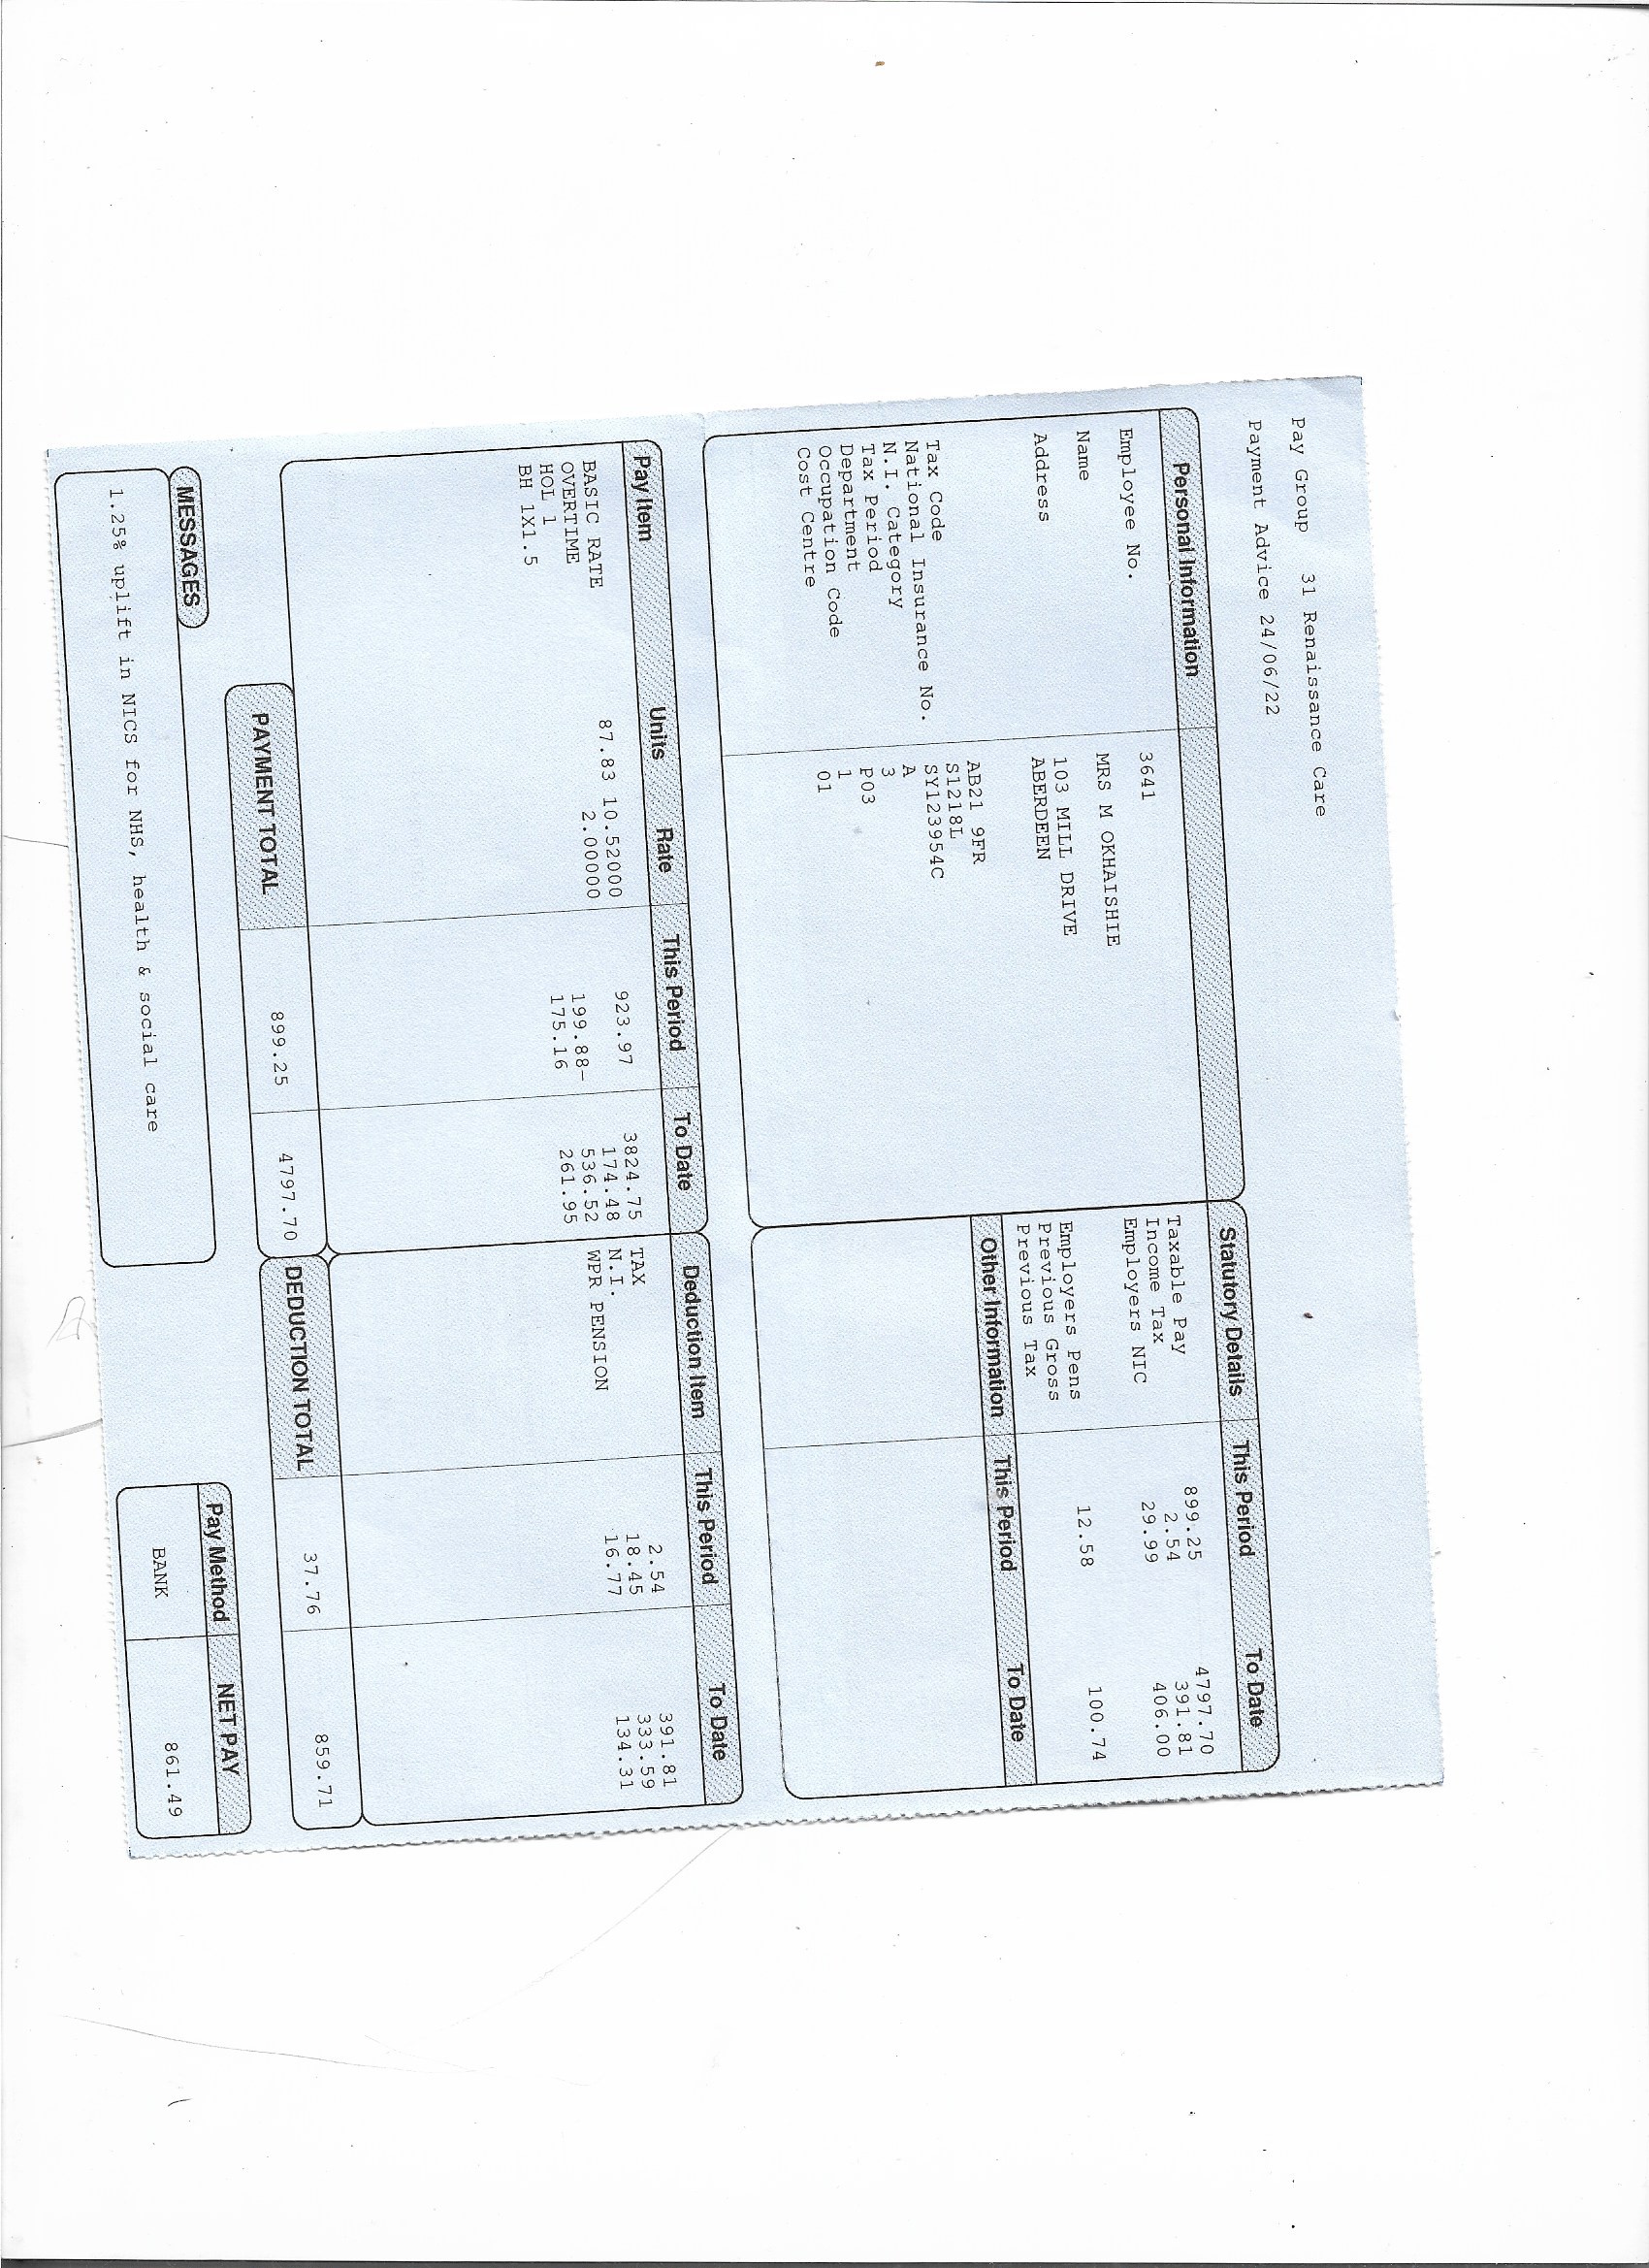 Pay Group 31 Renaissance Care
Payment Advice 24/06/22
Personal Information
Employee No. 3641
Name MRS M OKHAISHIE
Address 103 MILL DRIVE
ABERDEEN
AB21 9FR
Tax Code S1218L
National Insurance No. SY123954C
N.I. Category A
Tax Period 3
Department P03
Occupation Code 1
Cost Centre 01
Statutory Details This Period To Date
Taxable Pay 899.25 4797.70
Income Tax 2.54 391.81
Employers NIC 29.99 406.00
Employers Pens 12.58 100.74
Previous Gross
Previous Tax
Other Information This Period To Date
Pay Item Units Rate This Period To Date
BASIC RATE 87.83 10.52000 923.97 3824.75
OVERTIME 2.00000 174.48
HOL 1 199.88- 536.52
BH 1X1.5 175.16 261.95
PAYMENT TOTAL 899.25 4797.70
Deduction Item This Period To Date
TAX 2.54 391.81
N.I. 18.45 333.59
WPR PENSION 16.77 134.31
DEDUCTION TOTAL 37.76 859.71
MESSAGES
1.25% uplift in NICS for NHS, health & social care
Pay Method NET PAY
BANK 861.49